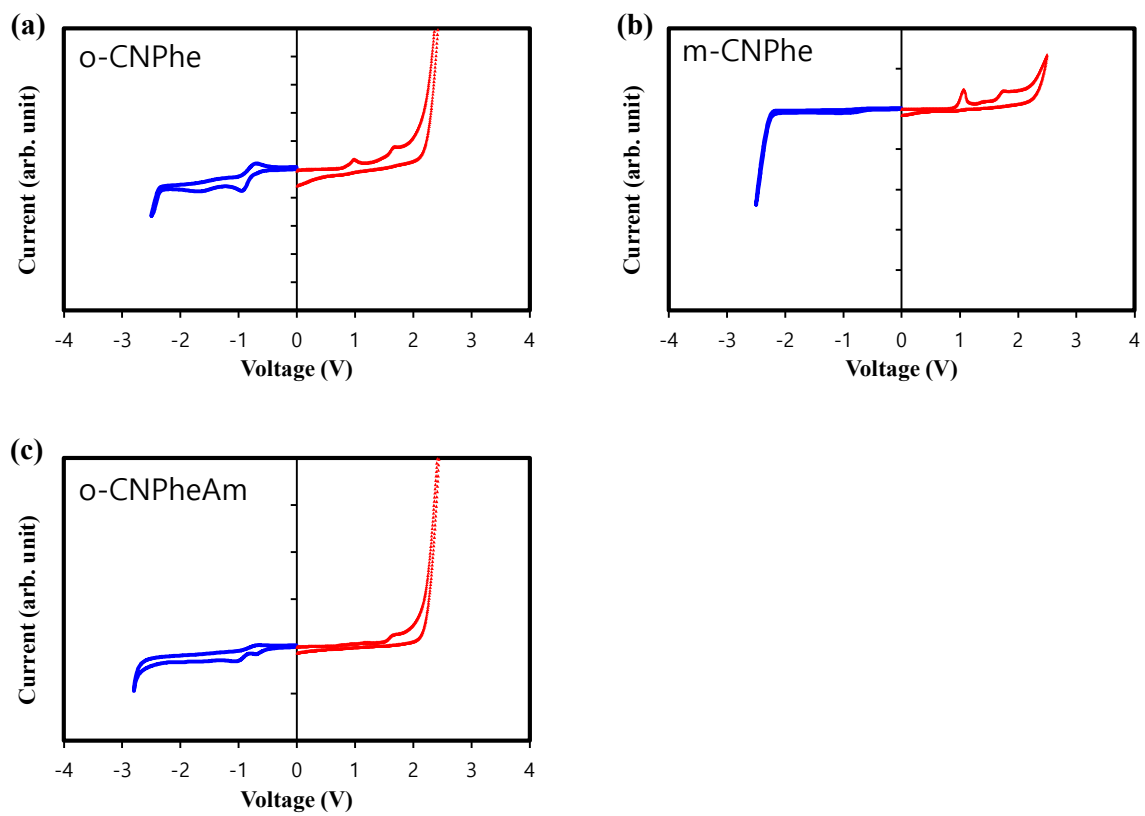 (a)
o-CNPhe
Current (arb. unit)
-4 -3 -2 -1 0 1 2 3 4
Voltage (V)
(b)
m-CNPhe
Current (arb. unit)
-4 -3 -2 -1 0 1 2 3 4
Voltage (V)
(c)
o-CNPheAm
Current (arb. unit)
-4 -3 -2 -1 0 1 2 3 4
Voltage (V)